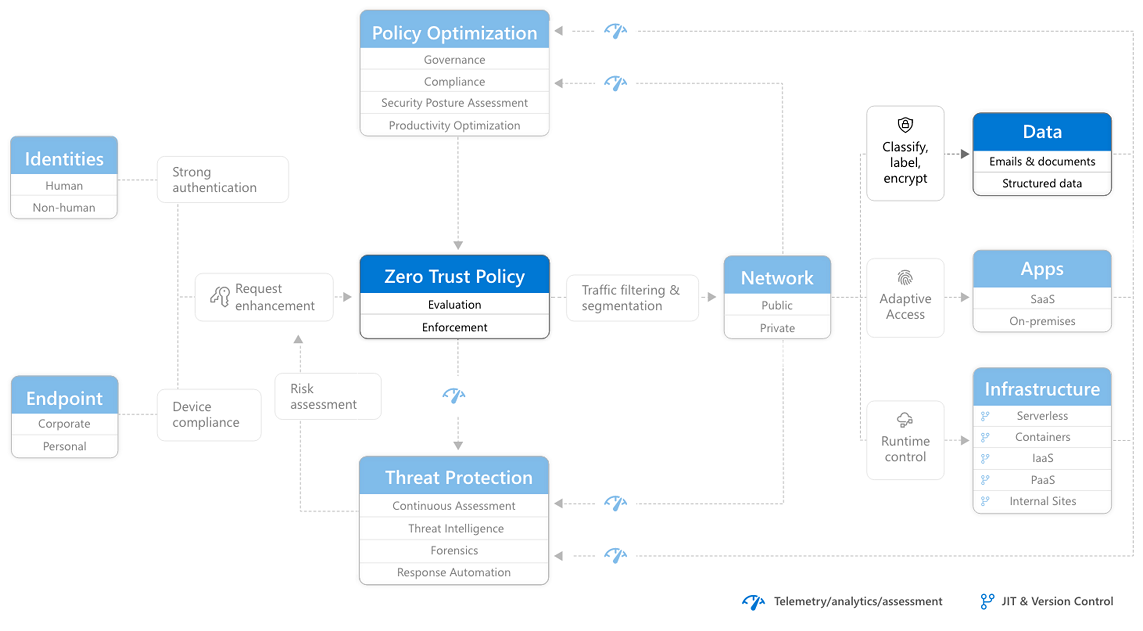 Policy Optimization
Governance
Compliance
Security Posture Assessment
Productivity Optimization
Identities
Human
Non-human
Strong
authentication
Endpoint
Corporate
Personal
Device
compliance
Request
enhancement
Risk
assessment
Zero Trust Policy
Evaluation
Enforcement
Threat Protection
Continuous Assessment
Threat Intelligence
Forensics
Response Automation
Traffic filtering &
segmentation
Network
Public
Private
Classify,
label,
encrypt
Data
Emails & documents
Structured data
Adaptive
Access
Apps
SaaS
On-premises
Runtime
control
Infrastructure
Serverless
Containers
IaaS
PaaS
Internal Sites
Telemetry/analytics/assessment
JIT & Version Control